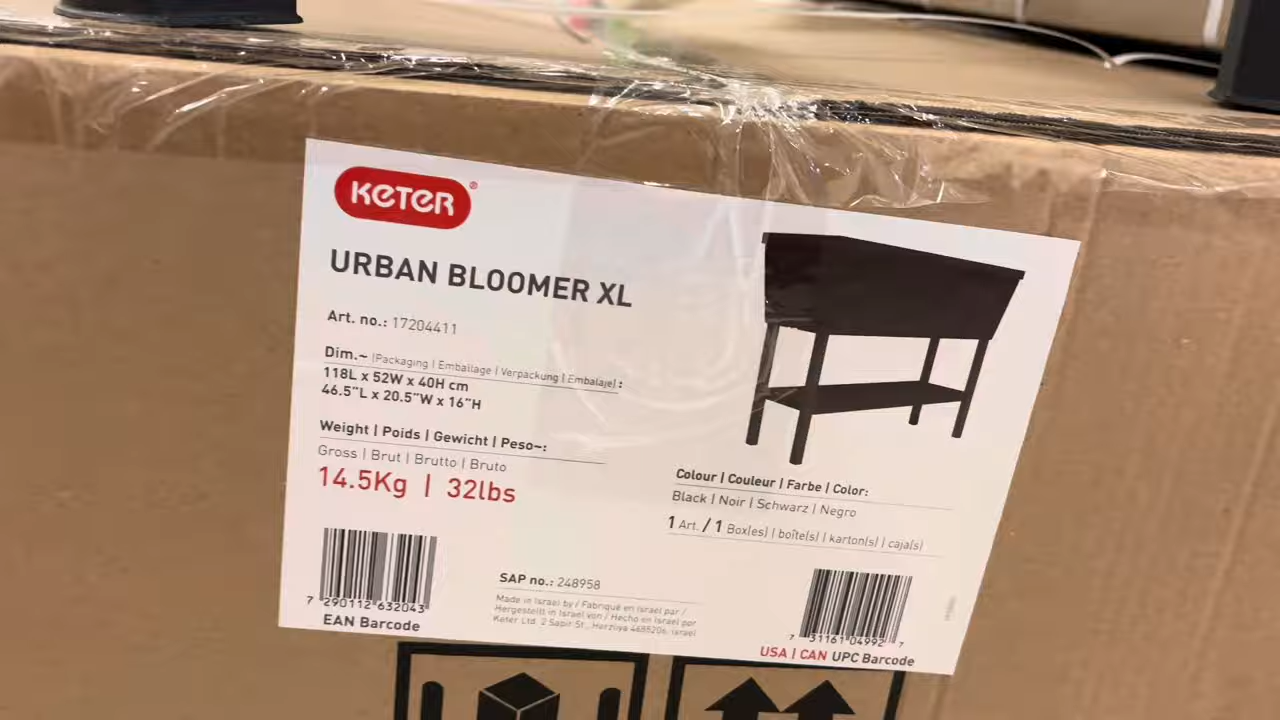 KETER®
URBAN BLOOMER XL
Art. no.: 17204411
Dim.~ (Packaging | Emballage | Verpackung | Embalaje) :
118L x 52W x 40H cm
46.5"L x 20.5"W x 16"H
Weight | Poids | Gewicht | Peso~:
Gross | Brut | Brutto | Bruto
14.5Kg | 32lbs
7 290112 632043
EAN Barcode
SAP no.: 248958
Made in Israel by / Fabriqué en Israel par /
Hergestellt in Israel von / Hecho en Israel por
Keter Ltd. 2 Sapir St., Herzliya 4685206, Israel
Colour | Couleur | Farbe | Color:
Black | Noir | Schwarz | Negro
1 Art. / 1 Box(es) | boîte(s) | karton(s) | caja(s)
7 31161 04992 7
USA | CAN UPC Barcode